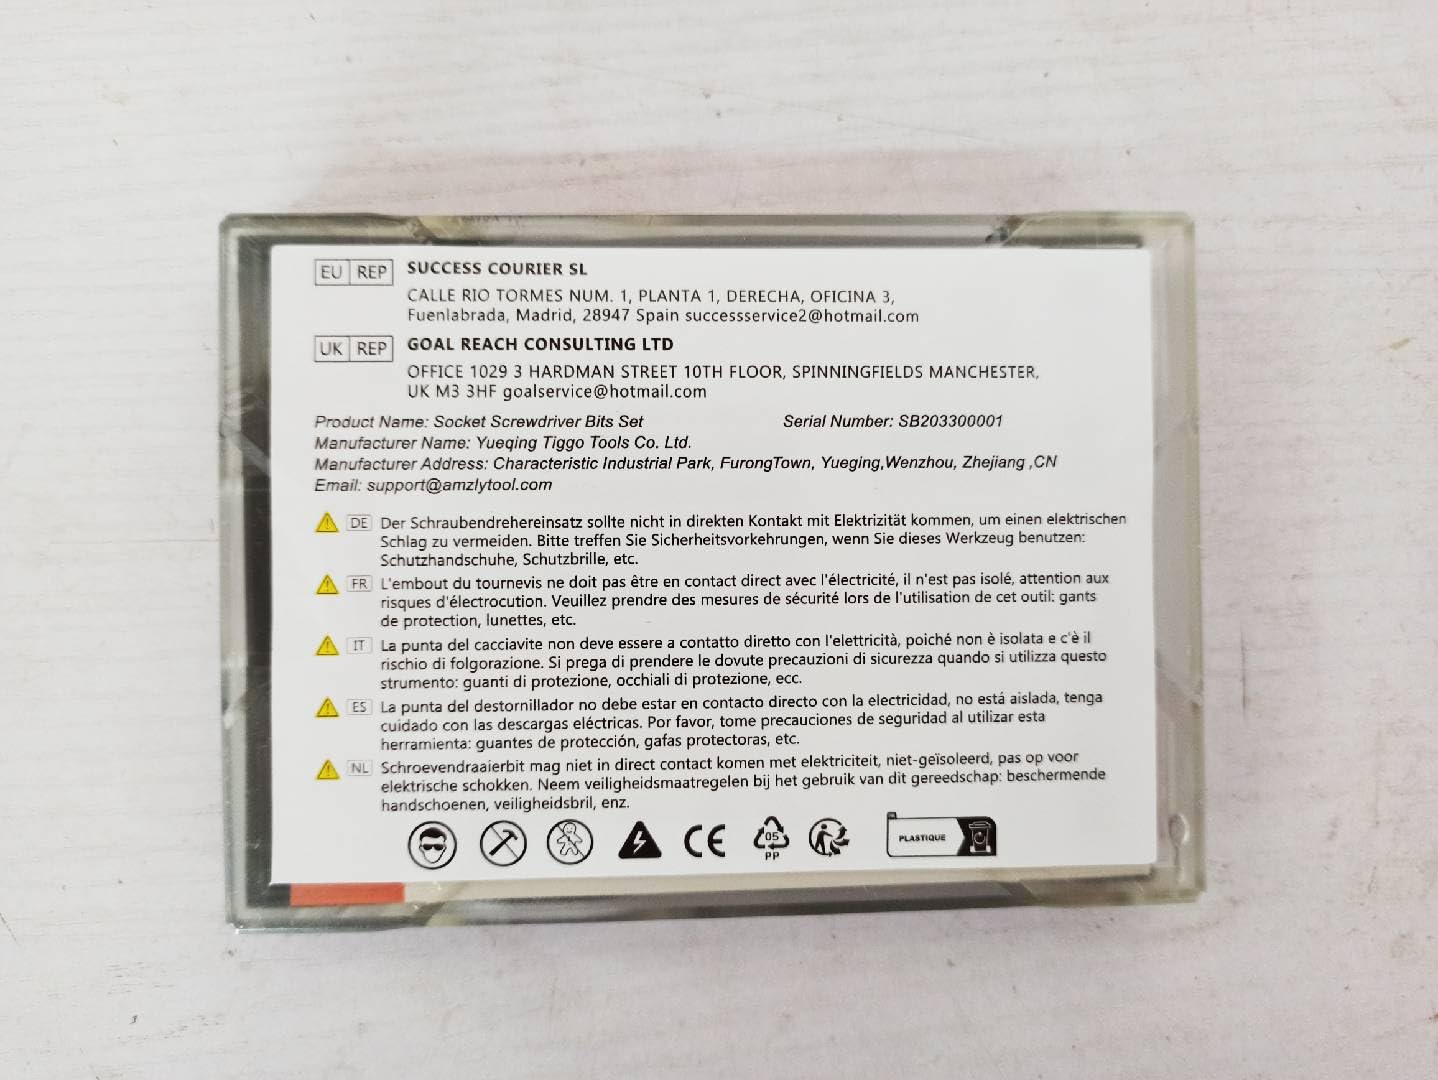 EU REP SUCCESS COURIER SL
CALLE RIO TORMES NUM. 1, PLANTA 1, DERECHA, OFICINA 3,
Fuenlabrada, Madrid, 28947 Spain successservice2@hotmail.com
UK REP GOAL REACH CONSULTING LTD
OFFICE 1029 3 HARDMAN STREET 10TH FLOOR, SPINNINGFIELDS MANCHESTER,
UK M3 3HF goalservice@hotmail.com
Product Name: Socket Screwdriver Bits Set Serial Number: SB203300001
Manufacturer Name: Yueqing Tiggo Tools Co. Ltd.
Manufacturer Address: Characteristic Industrial Park, FurongTown, Yueging,Wenzhou, Zhejiang ,CN
Email: support@amzlytool.com
DE Der Schraubendrehereinsatz sollte nicht in direkten Kontakt mit Elektrizität kommen, um einen elektrischen
Schlag zu vermeiden. Bitte treffen Sie Sicherheitsvorkehrungen, wenn Sie dieses Werkzeug benutzen:
Schutzhandschuhe, Schutzbrille, etc.
FR L'embout du tournevis ne doit pas être en contact direct avec l'électricité, il n'est pas isolé, attention aux
risques d'électrocution. Veuillez prendre des mesures de sécurité lors de l'utilisation de cet outil: gants
de protection, lunettes, etc.
IT La punta del cacciavite non deve essere a contatto diretto con l'elettricità, poiché non è isolata e c'è il
rischio di folgorazione. Si prega di prendere le dovute precauzioni di sicurezza quando si utilizza questo
strumento: guanti di protezione, occhiali di protezione, ecc.
ES La punta del destornillador no debe estar en contacto directo con la electricidad, no está aislada, tenga
cuidado con las descargas eléctricas. Por favor, tome precauciones de seguridad al utilizar esta
herramienta: guantes de protección, gafas protectoras, etc.
NL Schroevendraaierbit mag niet in direct contact komen met elektriciteit, niet-geïsoleerd, pas op voor
elektrische schokken. Neem veiligheidsmaatregelen bij het gebruik van dit gereedschap: beschermende
handschoenen, veiligheidsbril, enz.
CE 05 PLASTIQUE
PP